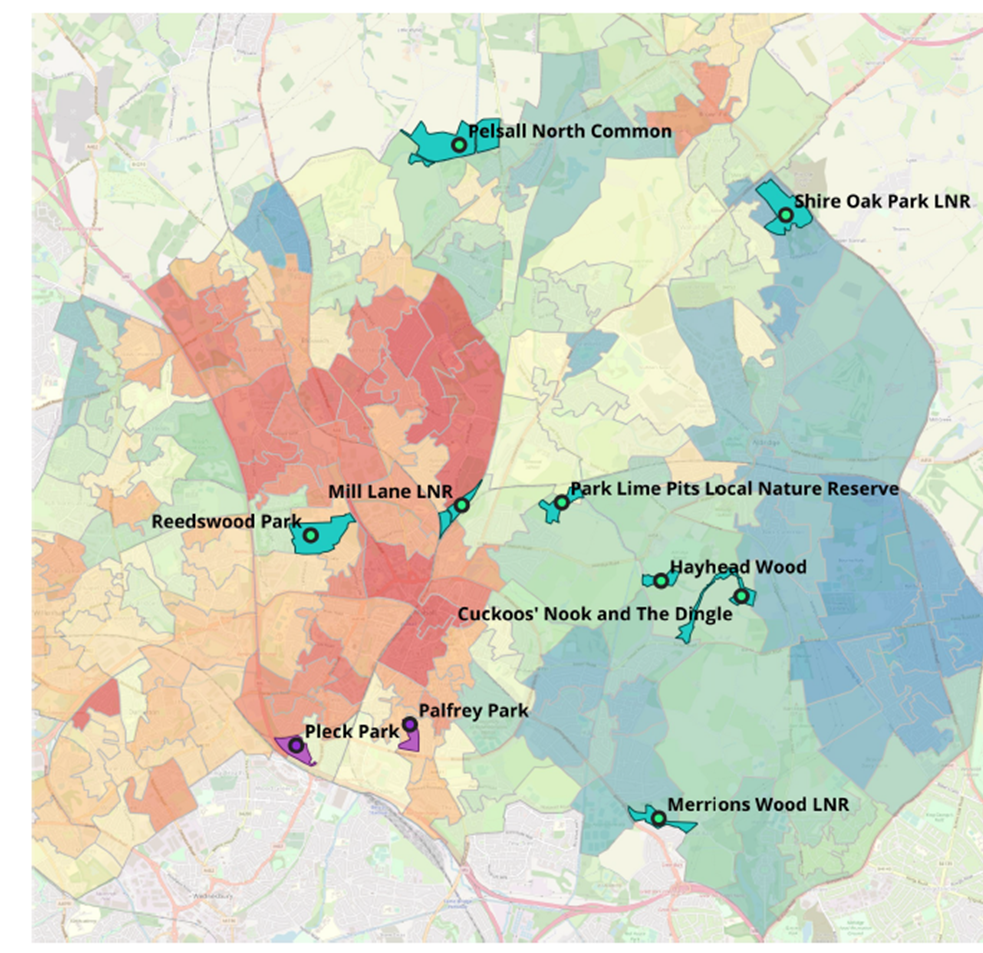 Pelsall North Common
Shire Oak Park LNR
Mill Lane LNR
Park Lime Pits Local Nature Reserve
Reedswood Park
Hayhead Wood
Cuckoos' Nook and The Dingle
Palfrey Park
Pleck Park
Merrions Wood LNR
Wednesbury